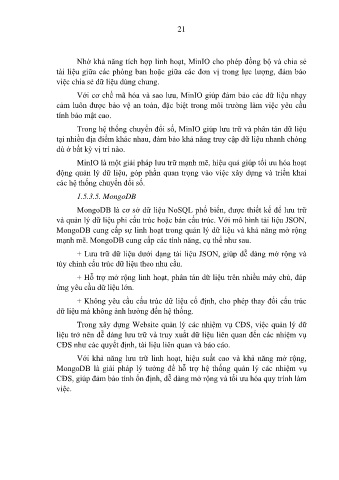 21
Nhờ khả năng tích hợp linh hoạt, MinIO cho phép đồng bộ và chia sẻ
tài liệu giữa các phòng ban hoặc giữa các đơn vị trong lực lượng, đảm bảo
việc chia sẻ dữ liệu dùng chung.
Với cơ chế mã hóa và sao lưu, MinIO giúp đảm bảo các dữ liệu nhạy
cảm luôn được bảo vệ an toàn, đặc biệt trong môi trường làm việc yêu cầu
tính bảo mật cao.
Trong hệ thống chuyển đổi số, MinIO giúp lưu trữ và phân tán dữ liệu
tại nhiều địa điểm khác nhau, đảm bảo khả năng truy cập dữ liệu nhanh chóng
dù ở bất kỳ vị trí nào.
MinIO là một giải pháp lưu trữ mạnh mẽ, hiệu quả giúp tối ưu hóa hoạt
động quản lý dữ liệu, góp phần quan trọng vào việc xây dựng và triển khai
các hệ thống chuyển đổi số.
1.5.3.5. MongoDB
MongoDB là cơ sở dữ liệu NoSQL phổ biến, được thiết kế để lưu trữ
và quản lý dữ liệu phi cấu trúc hoặc bán cấu trúc. Với mô hình tài liệu JSON,
MongoDB cung cấp sự linh hoạt trong quản lý dữ liệu và khả năng mở rộng
mạnh mẽ. MongoDB cung cấp các tính năng, cụ thể như sau.
+ Lưu trữ dữ liệu dưới dạng tài liệu JSON, giúp dễ dàng mở rộng và
tùy chỉnh cấu trúc dữ liệu theo nhu cầu.
+ Hỗ trợ mở rộng linh hoạt, phân tán dữ liệu trên nhiều máy chủ, đáp
ứng yêu cầu dữ liệu lớn.
+ Không yêu cầu cấu trúc dữ liệu cố định, cho phép thay đổi cấu trúc
dữ liệu mà không ảnh hưởng đến hệ thống.
Trong xây dựng Website quản lý các nhiệm vụ CĐS, việc quản lý dữ
liệu trở nên dễ dàng lưu trữ và truy xuất dữ liệu liên quan đến các nhiệm vụ
CĐS như các quyết định, tài liệu liên quan và báo cáo.
Với khả năng lưu trữ linh hoạt, hiệu suất cao và khả năng mở rộng,
MongoDB là giải pháp lý tưởng để hỗ trợ hệ thống quản lý các nhiệm vụ
CĐS, giúp đảm bảo tính ổn định, dễ dàng mở rộng và tối ưu hóa quy trình làm
việc.